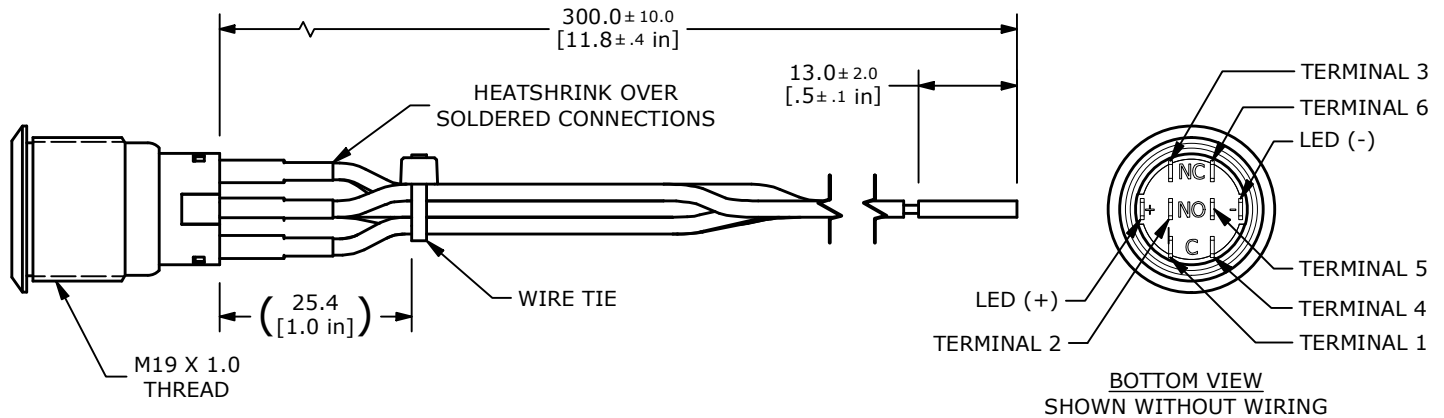 300.0±10.0
[11.8±.4 in]
13.0±2.0
[.5±.1 in]
HEATSHRINK OVER
SOLDERED CONNECTIONS
TERMINAL 3
TERMINAL 6
LED (-)
NC
+ NO -
C
TERMINAL 5
TERMINAL 4
TERMINAL 1
LED (+)
TERMINAL 2
WIRE TIE
(25.4
[1.0 in])
M19 X 1.0
THREAD
BOTTOM VIEW
SHOWN WITHOUT WIRING